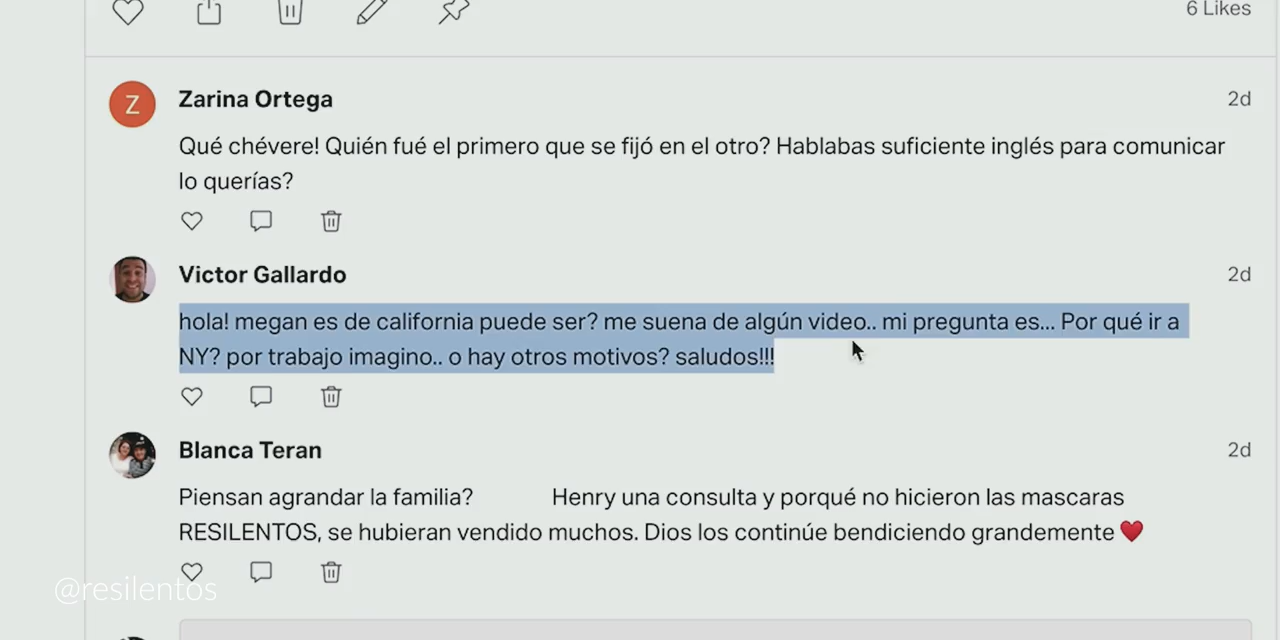 6 Likes
Z
Zarina Ortega 2d
Qué chévere! Quién fué el primero que se fijó en el otro? Hablabas suficiente inglés para comunicar
lo querías?
Victor Gallardo 2d
hola! megan es de california puede ser? me suena de algún video.. mi pregunta es... Por qué ir a
NY? por trabajo imagino.. o hay otros motivos? saludos!!!
Blanca Teran 2d
Piensan agrandar la familia? Henry una consulta y porqué no hicieron las mascaras
RESILENTOS, se hubieran vendido muchos. Dios los continúe bendiciendo grandemente ♥️
@resilentos